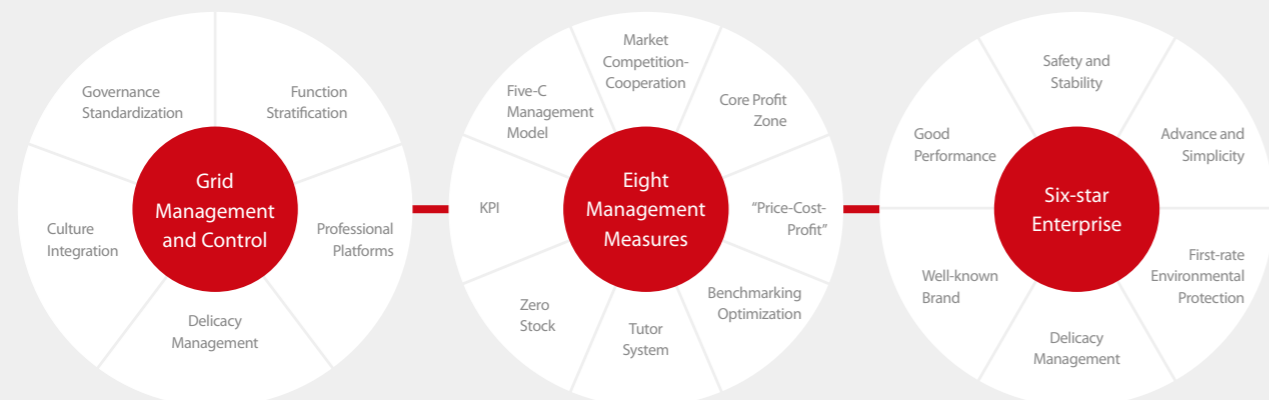 Governance
Standardization
Function
Stratification
Culture
Integration
Grid
Management
and Control
Professional
Platforms
Delicacy
Management
Market
Competition-
Cooperation
Five-C
Management
Model
Core Profit
Zone
KPI
Eight
Management
Measures
“Price-Cost-
Profit”
Zero
Stock
Tutor
System
Benchmarking
Optimization
Safety and
Stability
Good
Performance
Advance and
Simplicity
Six-star
Enterprise
Well-known
Brand
First-rate
Environmental
Protection
Delicacy
Management